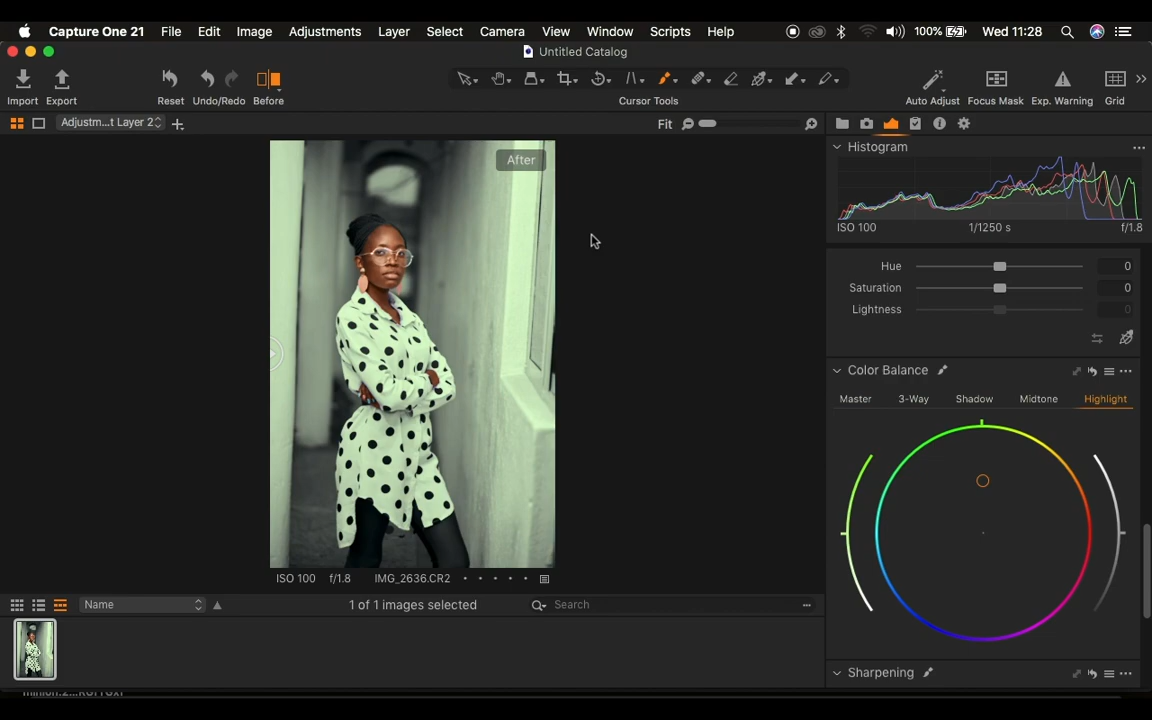 Capture One 21 File Edit Image Adjustments Layer Select Camera View Window Scripts Help 100% Wed 11:28
Untitled Catalog
Import Export Reset Undo/Redo Before Cursor Tools Auto Adjust Focus Mask Exp. Warning Grid
Adjustm...t Layer 2 Fit
Histogram
After
ISO 100 1/1250 s f/1.8
Hue 0
Saturation 0
Lightness 0
Color Balance
Master 3-Way Shadow Midtone Highlight
ISO 100 f/1.8 IMG_2636.CR2
Name 1 of 1 images selected Search
Sharpening